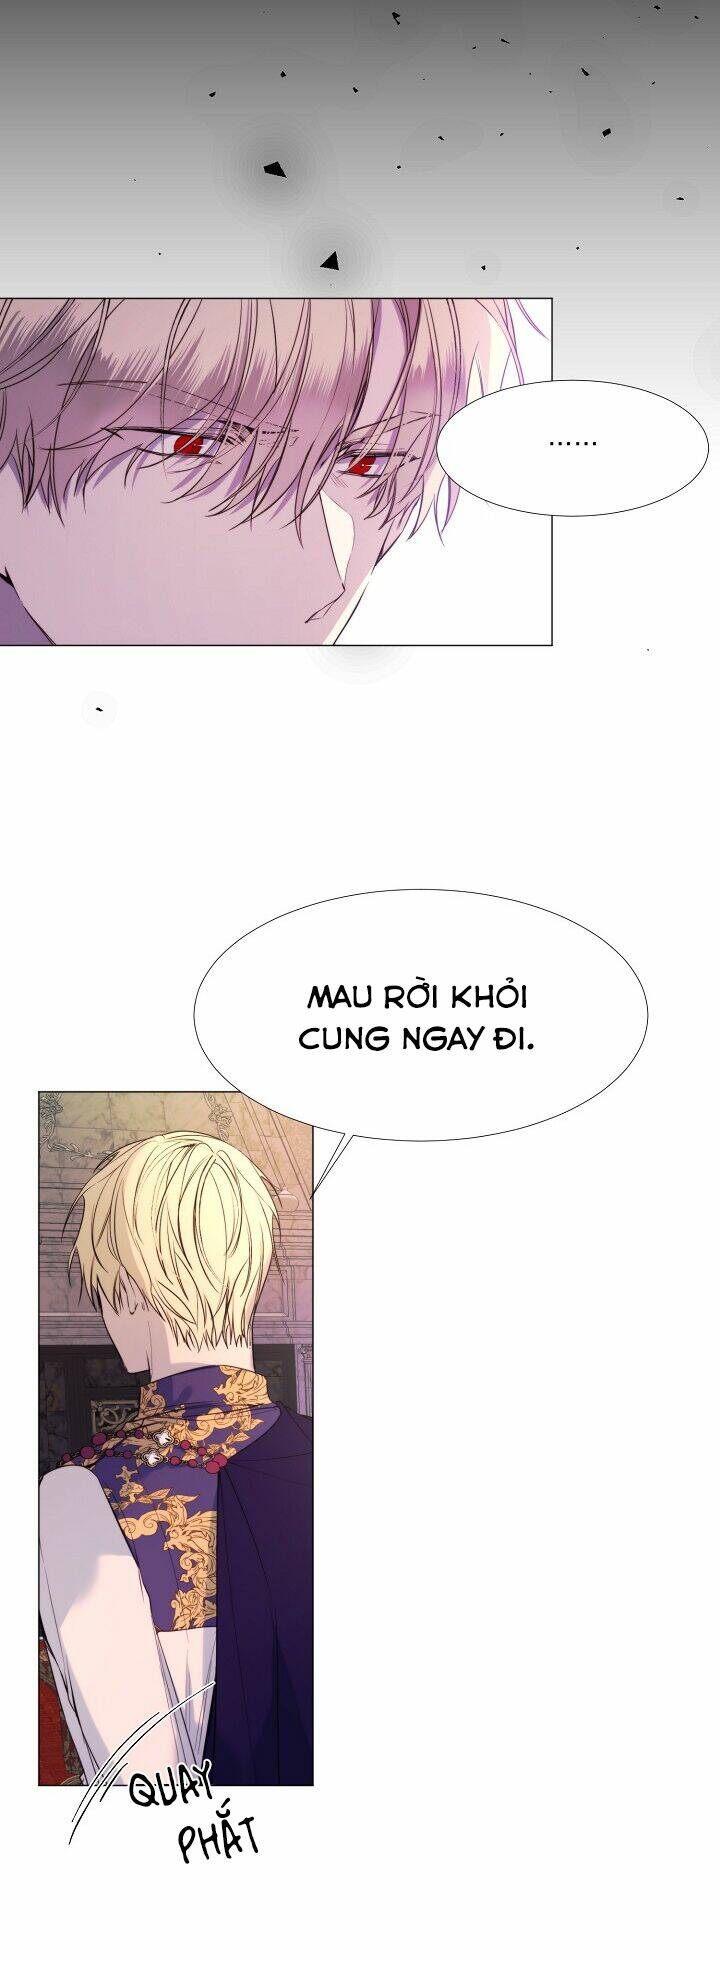 ......
MAU RỜI KHỎI
CUNG NGAY ĐI.
QUAY
PHẮT